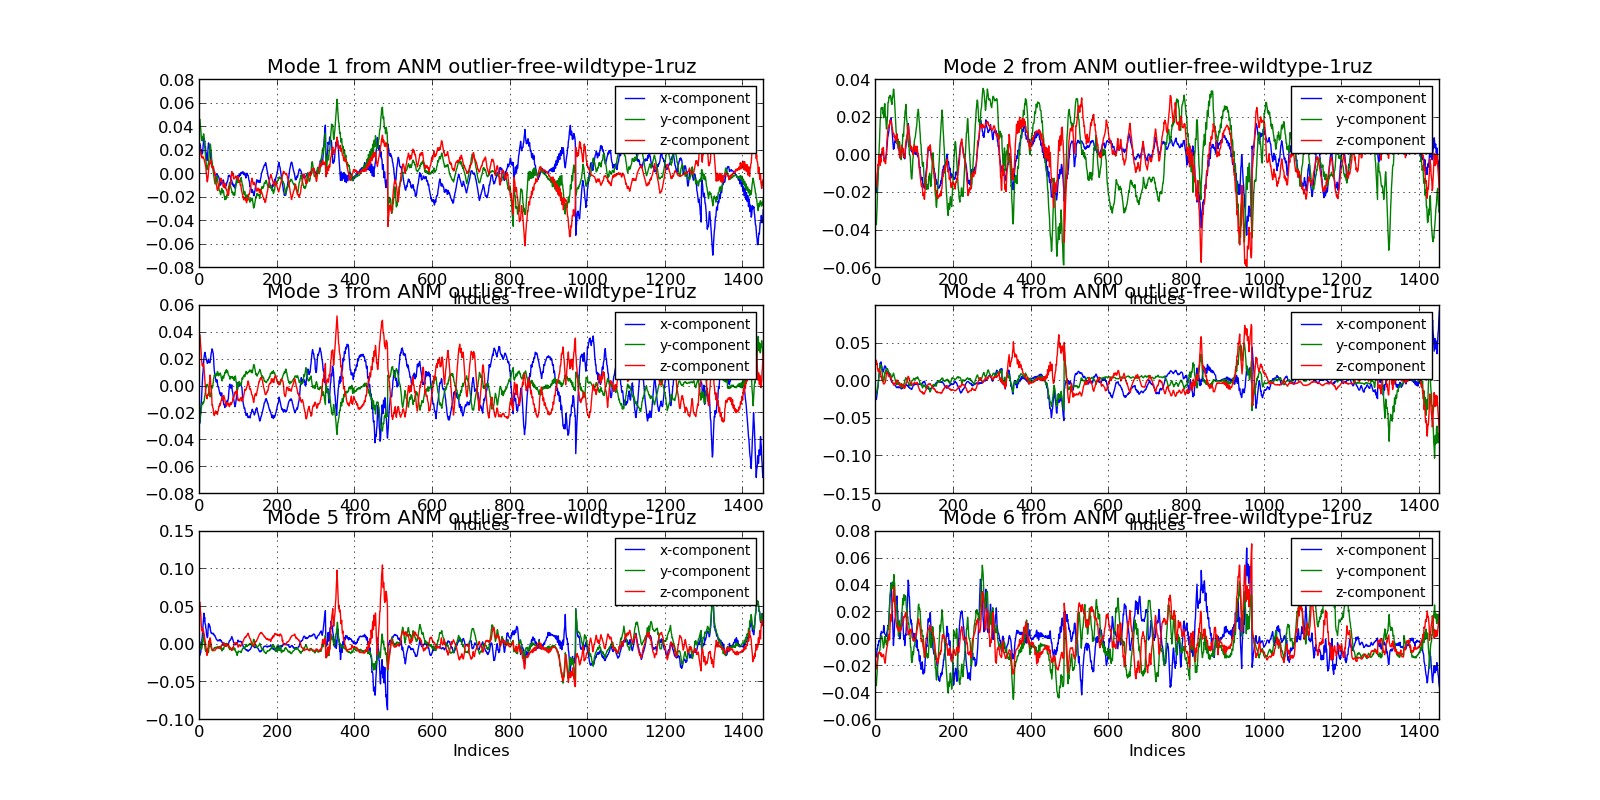 Mode 1 from ANM outlier-free-wildtype-1ruz
0.08
0.06
0.04
0.02
0.00
−0.02
−0.04
−0.06
−0.08
0 200 400 600 800 1000 1200 1400
Indices
x-component
y-component
z-component
Mode 2 from ANM outlier-free-wildtype-1ruz
0.04
0.02
0.00
−0.02
−0.04
−0.06
0 200 400 600 800 1000 1200 1400
Indices
x-component
y-component
z-component
Mode 3 from ANM outlier-free-wildtype-1ruz
0.06
0.04
0.02
0.00
−0.02
−0.04
−0.06
−0.08
0 200 400 600 800 1000 1200 1400
Indices
x-component
y-component
z-component
Mode 4 from ANM outlier-free-wildtype-1ruz
0.05
0.00
−0.05
−0.10
−0.15
0 200 400 600 800 1000 1200 1400
Indices
x-component
y-component
z-component
Mode 5 from ANM outlier-free-wildtype-1ruz
0.15
0.10
0.05
0.00
−0.05
−0.10
0 200 400 600 800 1000 1200 1400
Indices
x-component
y-component
z-component
Mode 6 from ANM outlier-free-wildtype-1ruz
0.08
0.06
0.04
0.02
0.00
−0.02
−0.04
−0.06
0 200 400 600 800 1000 1200 1400
Indices
x-component
y-component
z-component